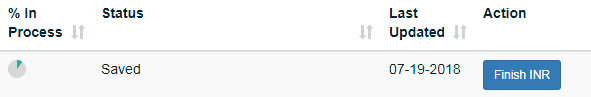 % In Process Status Last Updated Action
Saved 07-19-2018 Finish INR